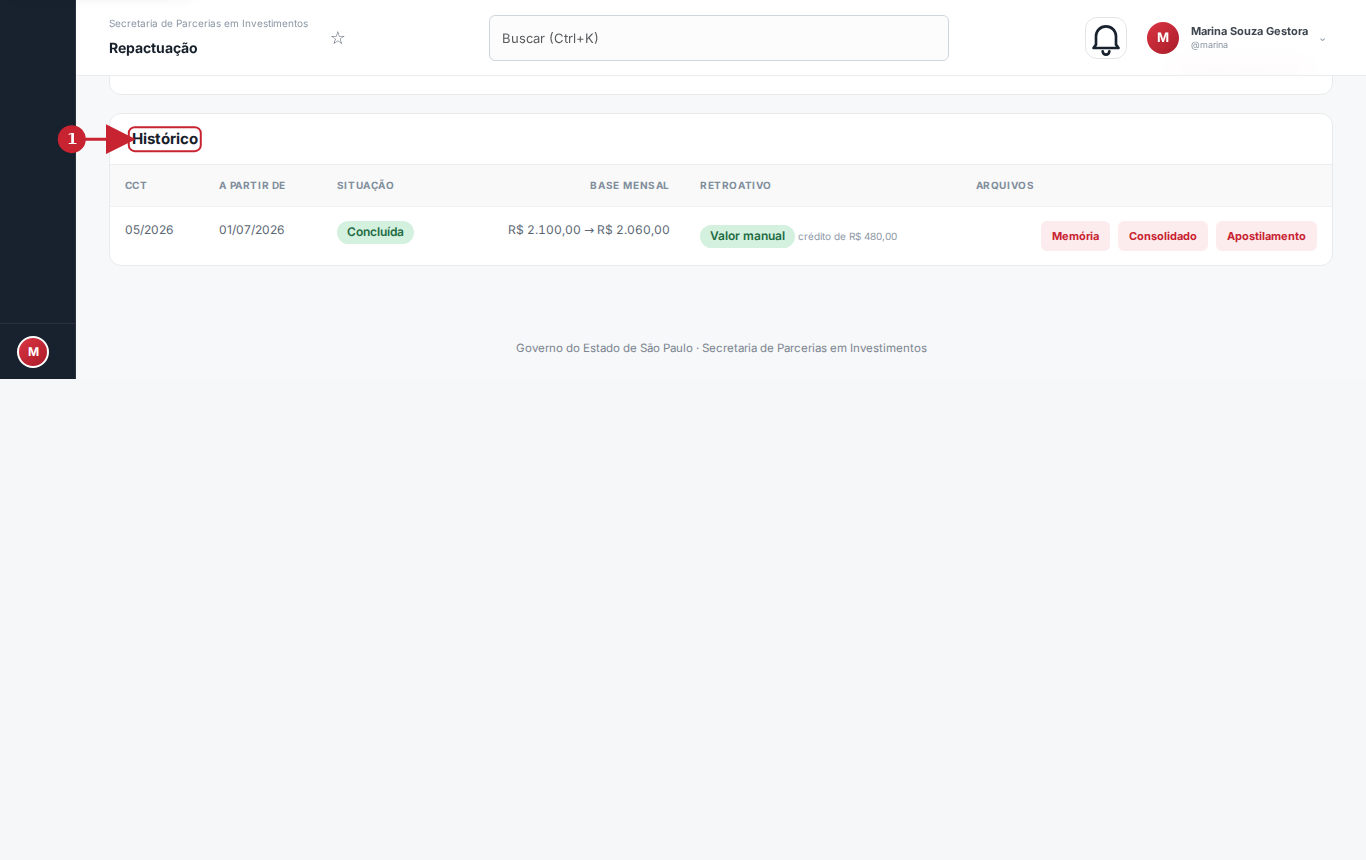 Secretaria de Parcerias em Investimentos
Repactuação
☆
Buscar (Ctrl+K)
M
Marina Souza Gestora
@marina
1
Histórico
CCT A PARTIR DE SITUAÇÃO BASE MENSAL RETROATIVO ARQUIVOS
05/2026 01/07/2026 Concluída R$ 2.100,00 → R$ 2.060,00 Valor manual crédito de R$ 480,00 Memória Consolidado Apostilamento
M
Governo do Estado de São Paulo · Secretaria de Parcerias em Investimentos